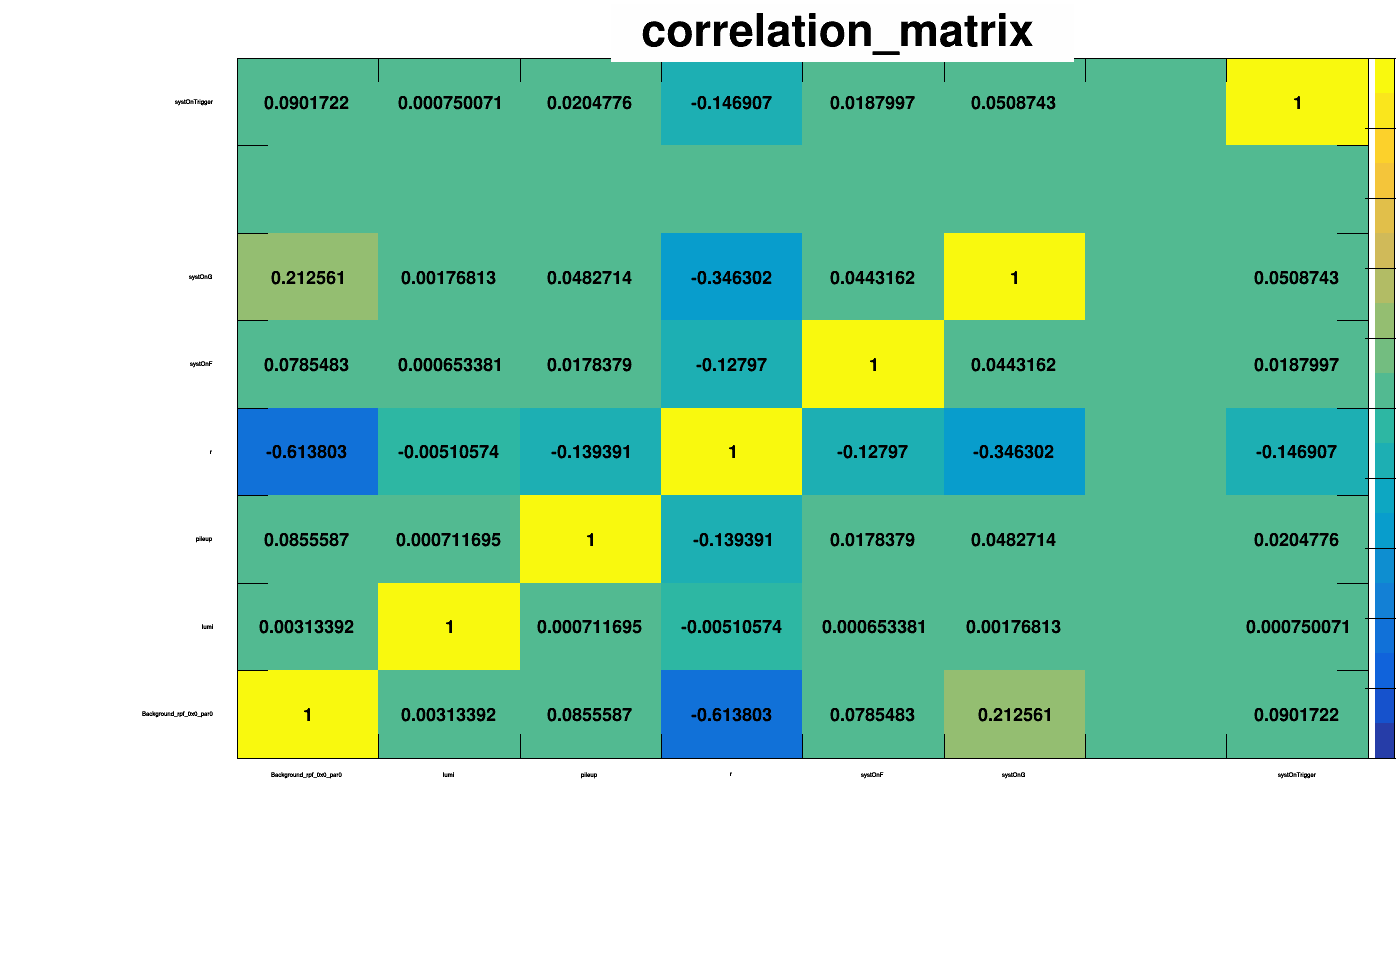 correlation_matrix
systOnTrigger 0.0901722 0.000750071 0.0204776 -0.146907 0.0187997 0.0508743 1
systOnG 0.212561 0.00176813 0.0482714 -0.346302 0.0443162 1 0.0508743
systOnF 0.0785483 0.000653381 0.0178379 -0.12797 1 0.0443162 0.0187997
r -0.613803 -0.00510574 -0.139391 1 -0.12797 -0.346302 -0.146907
pileup 0.0855587 0.000711695 1 -0.139391 0.0178379 0.0482714 0.0204776
lumi 0.00313392 1 0.000711695 -0.00510574 0.000653381 0.00176813 0.000750071
Background_rpf_0x0_par0 1 0.00313392 0.0855587 -0.613803 0.0785483 0.212561 0.0901722
Background_rpf_0x0_par0 lumi pileup r systOnF systOnG systOnTrigger